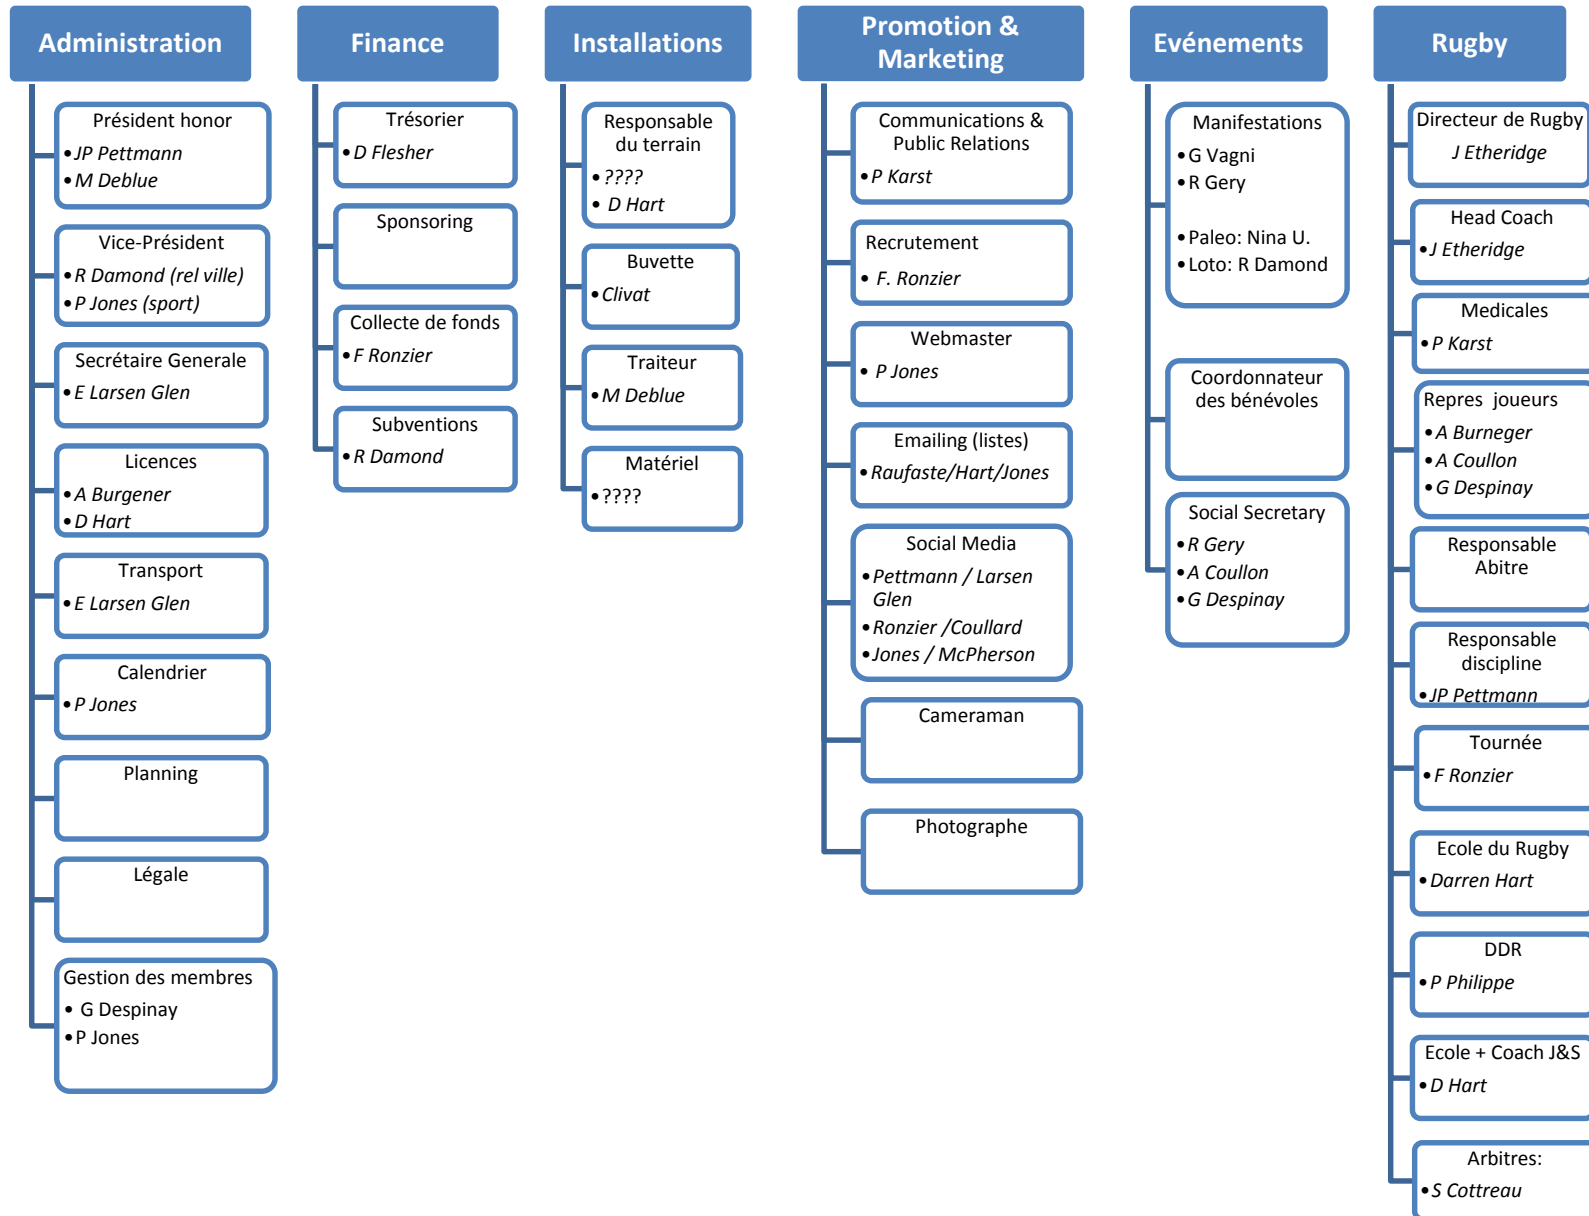 Administration
Président honor
•JP Pettmann
•M Deblue
Vice-Président
•R Damond (rel ville)
•P Jones (sport)
Secrétaire Generale
•E Larsen Glen
Licences
•A Burgener
•D Hart
Transport
•E Larsen Glen
Calendrier
•P Jones
Planning
Légale
Gestion des membres
• G Despinay
•P Jones
Finance
Trésorier
•D Flesher
Sponsoring
Collecte de fonds
•F Ronzier
Subventions
•R Damond
Installations
Responsable
du terrain
•????
• D Hart
Buvette
•Clivat
Traiteur
•M Deblue
Matériel
•????
Promotion &
Marketing
Communications &
Public Relations
•P Karst
Recrutement
• F. Ronzier
Webmaster
• P Jones
Emailing (listes)
•Raufaste/Hart/Jones
Social Media
•Pettmann / Larsen
Glen
•Ronzier /Coullard
•Jones / McPherson
Cameraman
Photographe
Evénements
Manifestations
•G Vagni
•R Gery
•Paleo: Nina U.
•Loto: R Damond
Coordonnateur
des bénévoles
Social Secretary
•R Gery
•A Coullon
•G Despinay
Rugby
Directeur de Rugby
J Etheridge
Head Coach
•J Etheridge
Medicales
•P Karst
Repres joueurs
•A Burneger
•A Coullon
•G Despinay
Responsable
Abitre
Responsable
discipline
•JP Pettmann
Tournée
•F Ronzier
Ecole du Rugby
•Darren Hart
DDR
•P Philippe
Ecole + Coach J&S
•D Hart
Arbitres:
•S Cottreau